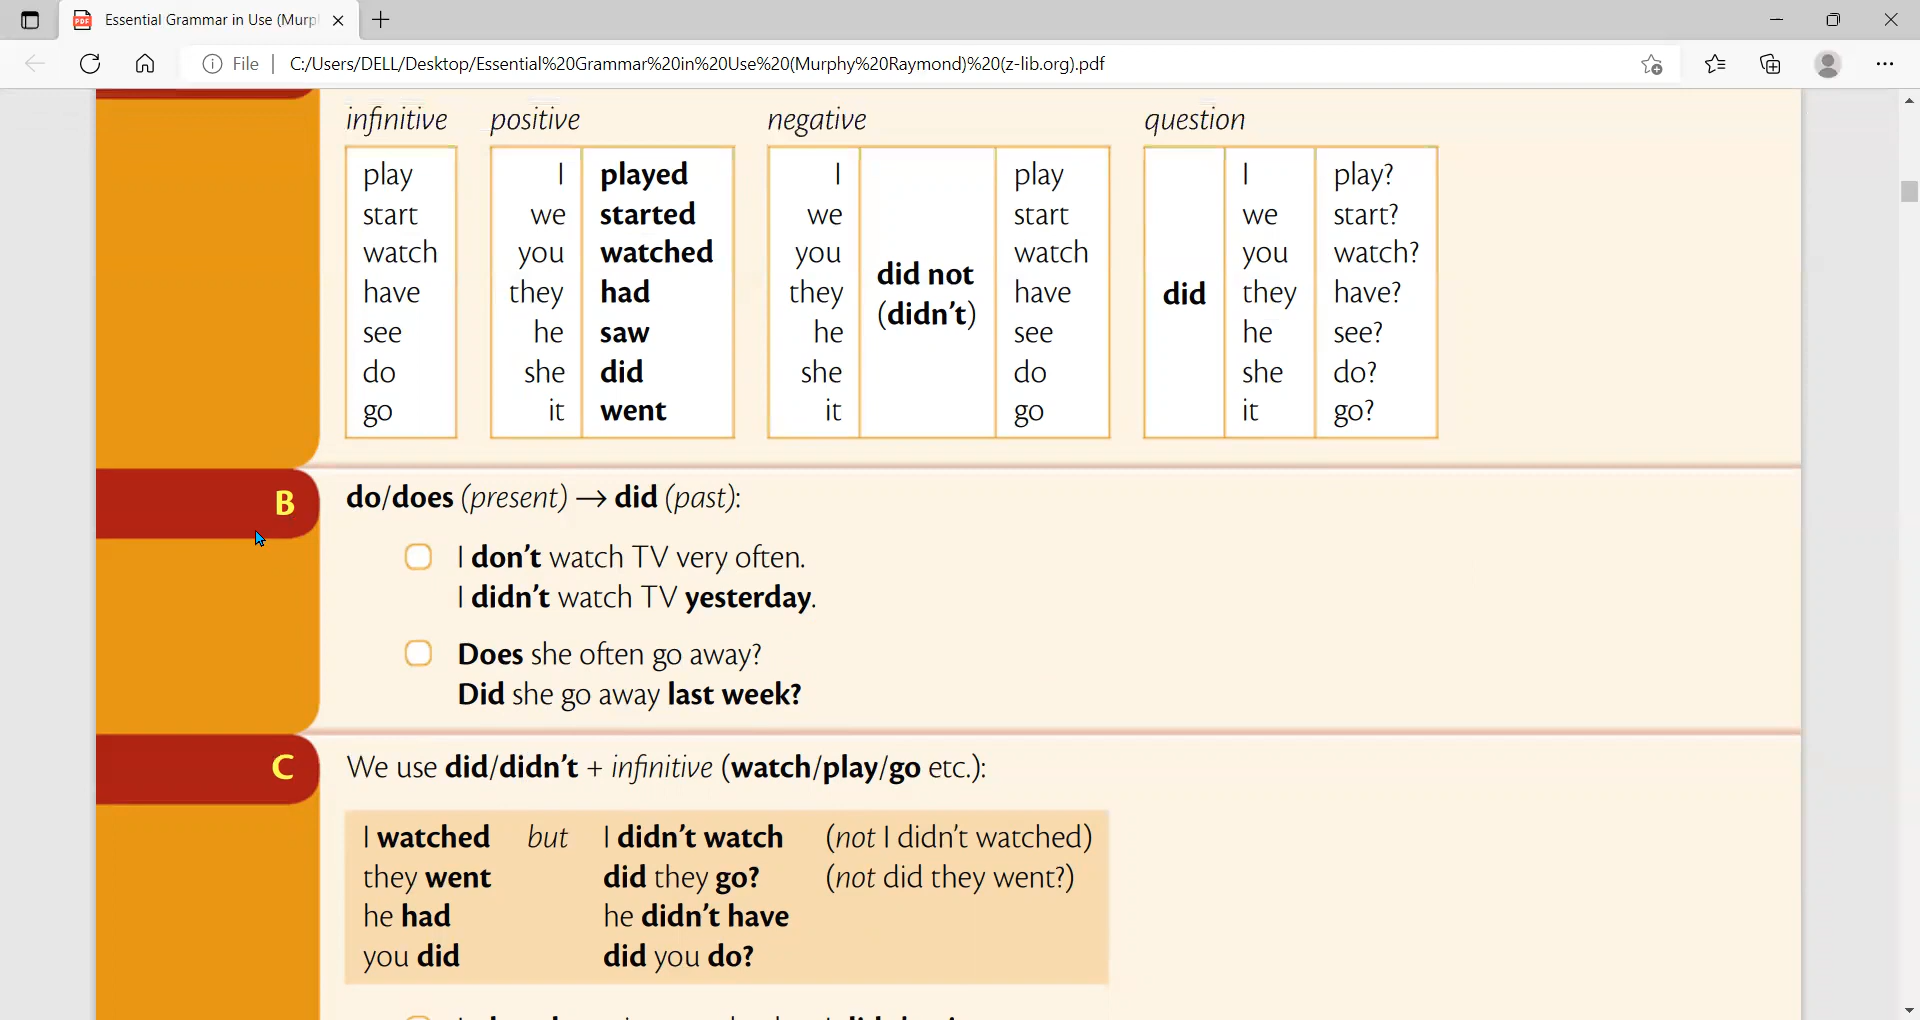 Essential Grammar in Use (Murp
File
C:/Users/DELL/Desktop/Essential%20Grammar%20in%20Use%20(Murphy%20Raymond)%20(z-lib.org).pdf
infinitive positive negative question
play I played I play I play?
start we started we start we start?
watch you watched you watch you watch?
have they had they did not have did they have?
see he saw he (didn't) see he see?
do she did she do she do?
go it went it go it go?
B do/does (present) → did (past):
I don't watch TV very often.
I didn't watch TV yesterday.
Does she often go away?
Did she go away last week?
C We use did/didn't + infinitive (watch/play/go etc.):
I watched but I didn't watch (not I didn't watched)
they went did they go? (not did they went?)
he had he didn't have
you did did you do?